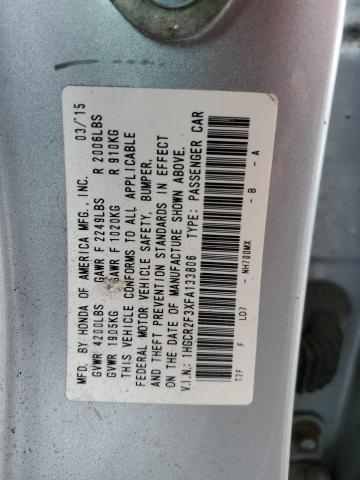 MFD. BY HONDA OF AMERICA MFG., INC. 03/15
GVWR 4200LBS GAWR F 2249LBS R 2006LBS
GVWR 1905KG GAWR F 1020KG R 910KG
THIS VEHICLE CONFORMS TO ALL APPLICABLE
FEDERAL MOTOR VEHICLE SAFETY, BUMPER,
AND THEFT PREVENTION STANDARDS IN EFFECT
ON THE DATE OF MANUFACTURE SHOWN ABOVE.
V.I.N.: 1HGCR2F3XFA133806 TYPE: PASSENGER CAR
T2F F LD7 NH700MX - B - A